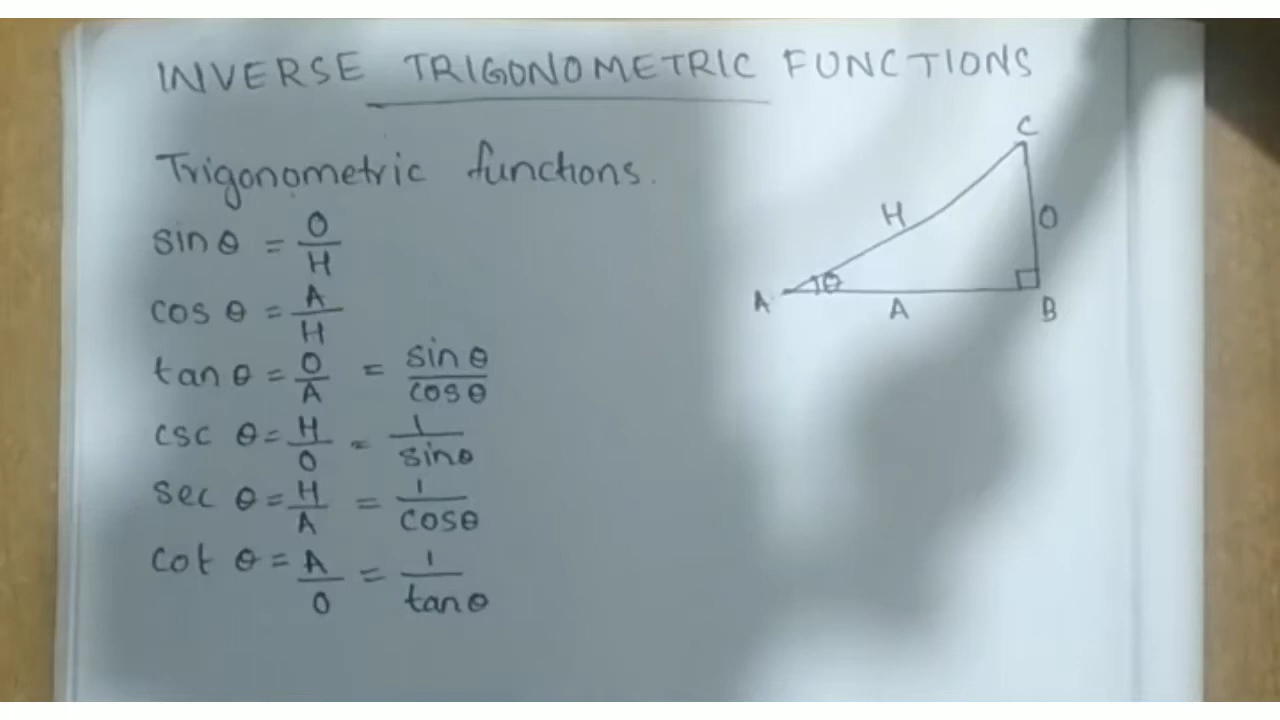 INVERSE TRIGONOMETRIC FUNCTIONS
Trigonometric functions.
sin θ = O/H
cos θ = A/H
tan θ = O/A = sin θ/cos θ
csc θ = H/O = 1/sin θ
sec θ = H/A = 1/cos θ
cot θ = A/O = 1/tan θ
C
H
O
θ
A
A
B